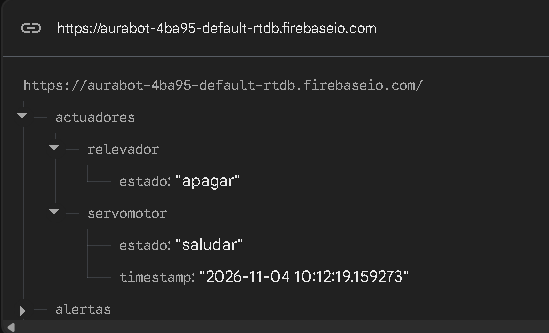 https://aurabot-4ba95-default-rtdb.firebaseio.com
https://aurabot-4ba95-default-rtdb.firebaseio.com/
actuadores
relevador
estado: "apagar"
servomotor
estado: "saludar"
timestamp: "2026-11-04 10:12:19.159273"
alertas